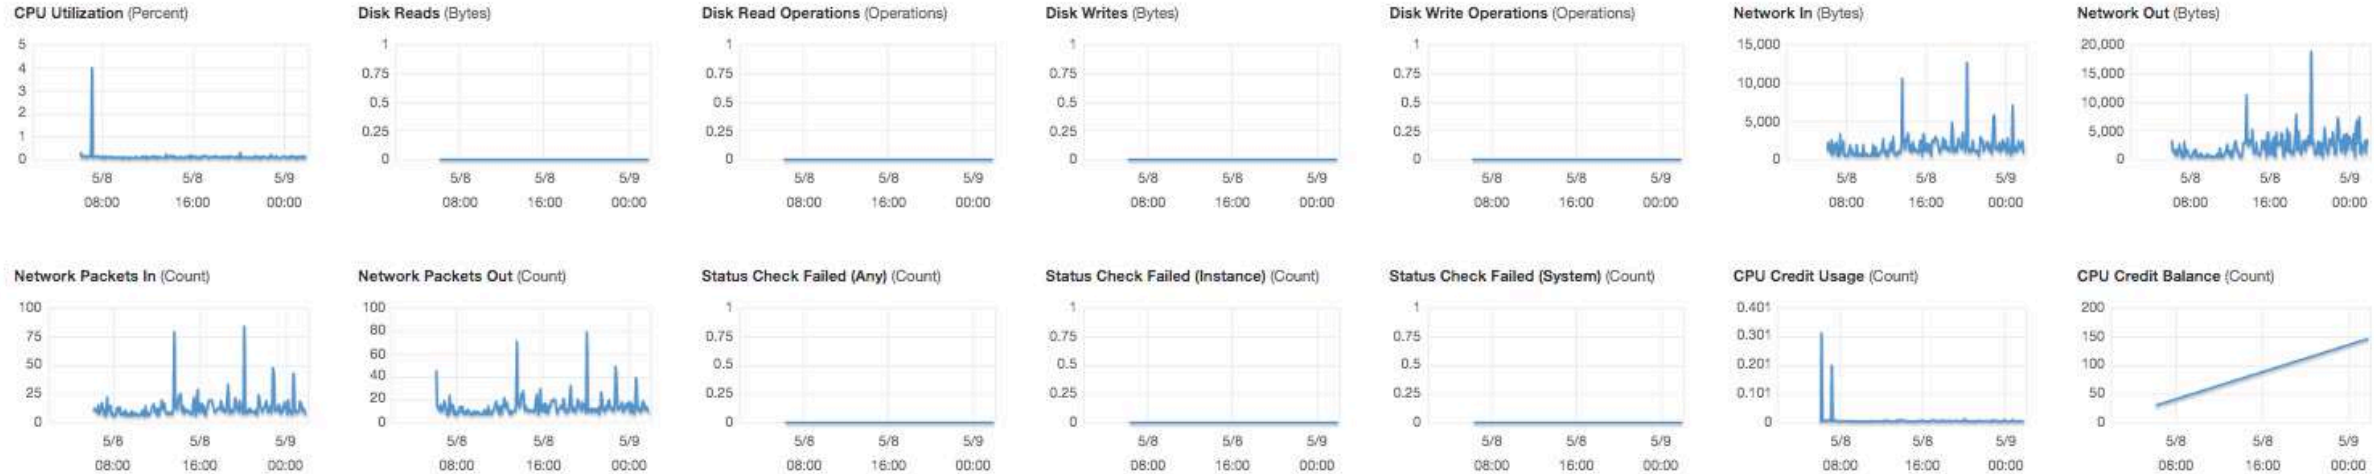 CPU Utilization (Percent)
5
4
3
2
1
0
5/8 5/8 5/9
08:00 16:00 00:00
Disk Reads (Bytes)
1
0.75
0.5
0.25
0
5/8 5/8 5/9
08:00 16:00 00:00
Disk Read Operations (Operations)
1
0.75
0.5
0.25
0
5/8 5/8 5/9
08:00 16:00 00:00
Disk Writes (Bytes)
1
0.75
0.5
0.25
0
5/8 5/8 5/9
08:00 16:00 00:00
Disk Write Operations (Operations)
1
0.75
0.5
0.25
0
5/8 5/8 5/9
08:00 16:00 00:00
Network In (Bytes)
15,000
10,000
5,000
0
5/8 5/8 5/9
08:00 16:00 00:00
Network Out (Bytes)
20,000
15,000
10,000
5,000
0
5/8 5/8 5/9
08:00 16:00 00:00
Network Packets In (Count)
100
75
50
25
0
5/8 5/8 5/9
08:00 16:00 00:00
Network Packets Out (Count)
100
80
60
40
20
0
5/8 5/8 5/9
08:00 16:00 00:00
Status Check Failed (Any) (Count)
1
0.75
0.5
0.25
0
5/8 5/8 5/9
08:00 16:00 00:00
Status Check Failed (Instance) (Count)
1
0.75
0.5
0.25
0
5/8 5/8 5/9
08:00 16:00 00:00
Status Check Failed (System) (Count)
1
0.75
0.5
0.25
0
5/8 5/8 5/9
08:00 16:00 00:00
CPU Credit Usage (Count)
0.401
0.301
0.201
0.101
0
5/8 5/8 5/9
08:00 16:00 00:00
CPU Credit Balance (Count)
200
150
100
50
0
5/8 5/8 5/9
08:00 16:00 00:00